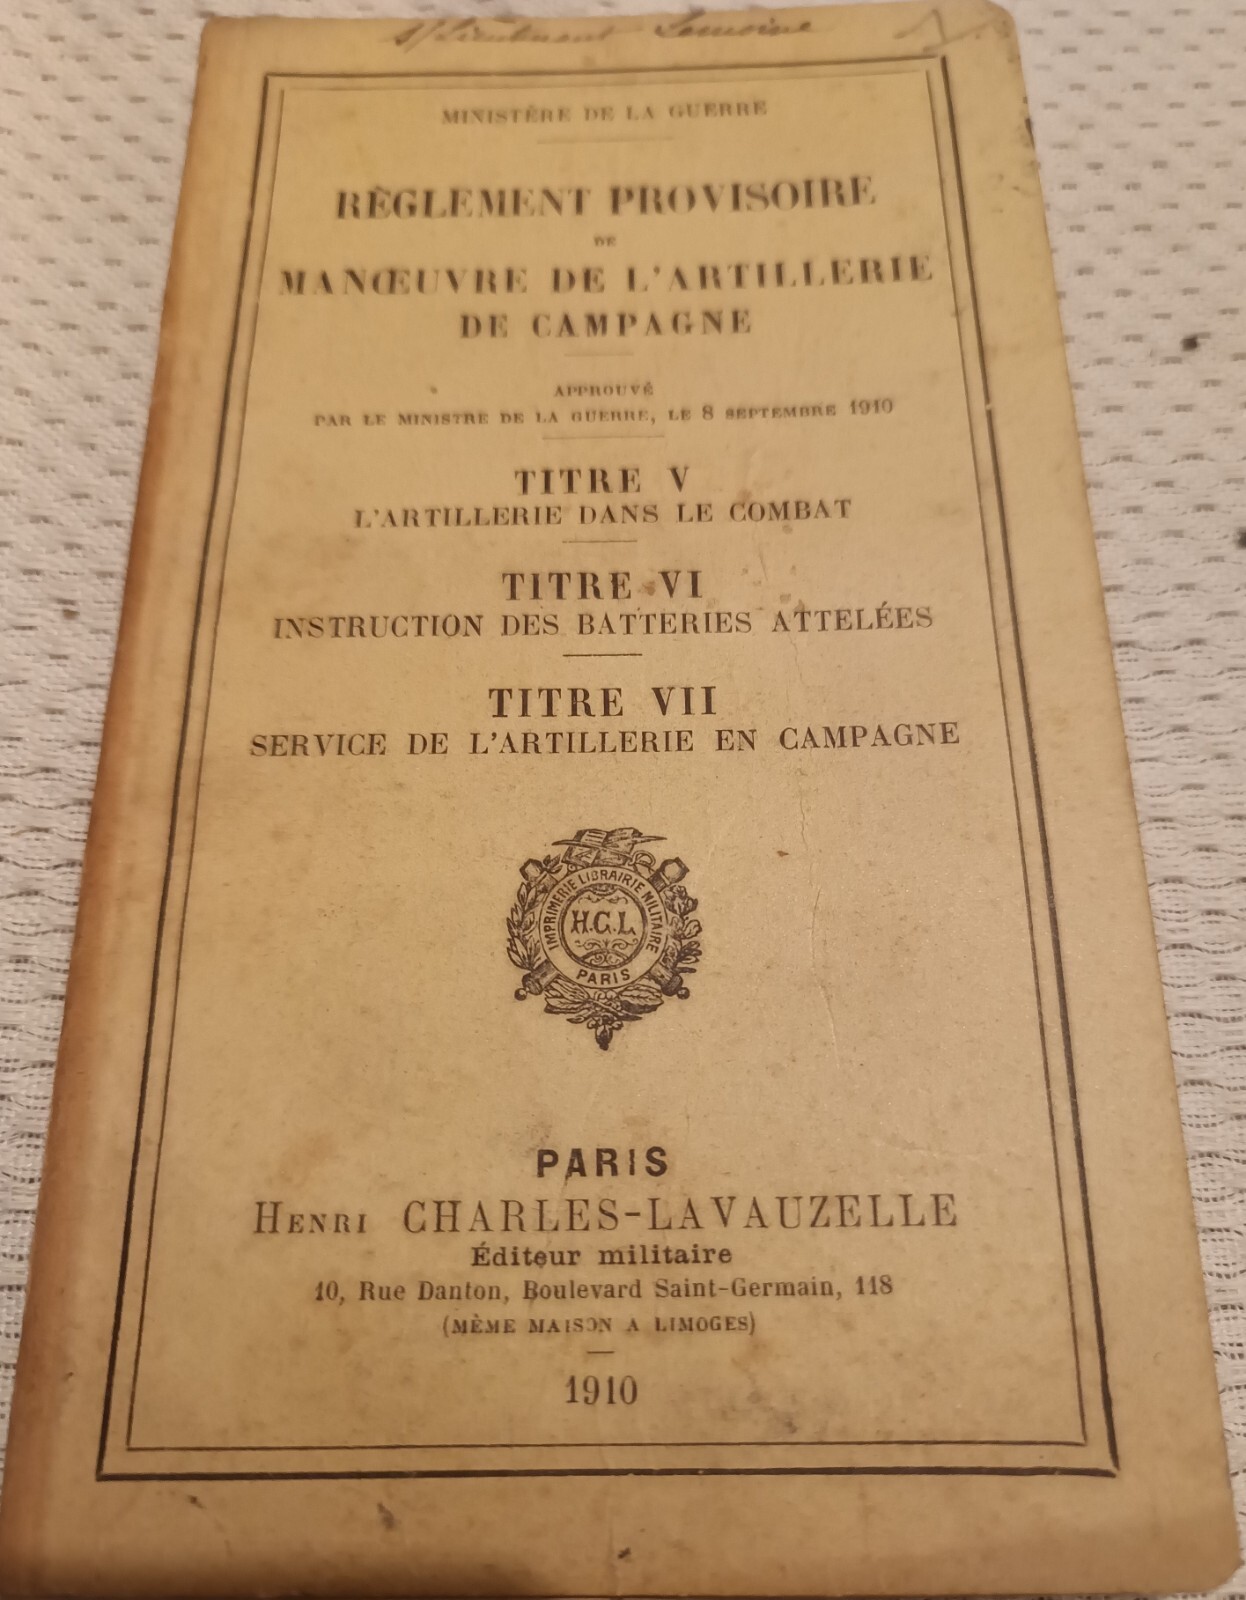 S/Lieutenant Lemoine
MINISTÈRE DE LA GUERRE
RÈGLEMENT PROVISOIRE
DE
MANŒUVRE DE L'ARTILLERIE
DE CAMPAGNE
APPROUVÉ
PAR LE MINISTRE DE LA GUERRE, LE 8 SEPTEMBRE 1910
TITRE V
L'ARTILLERIE DANS LE COMBAT
TITRE VI
INSTRUCTION DES BATTERIES ATTELÉES
TITRE VII
SERVICE DE L'ARTILLERIE EN CAMPAGNE
IMPRIMERIE LIBRAIRIE MILITAIRE
H.C.L
PARIS
PARIS
HENRI CHARLES-LAVAUZELLE
Éditeur militaire
10, Rue Danton, Boulevard Saint-Germain, 118
(MÊME MAISON A LIMOGES)
1910